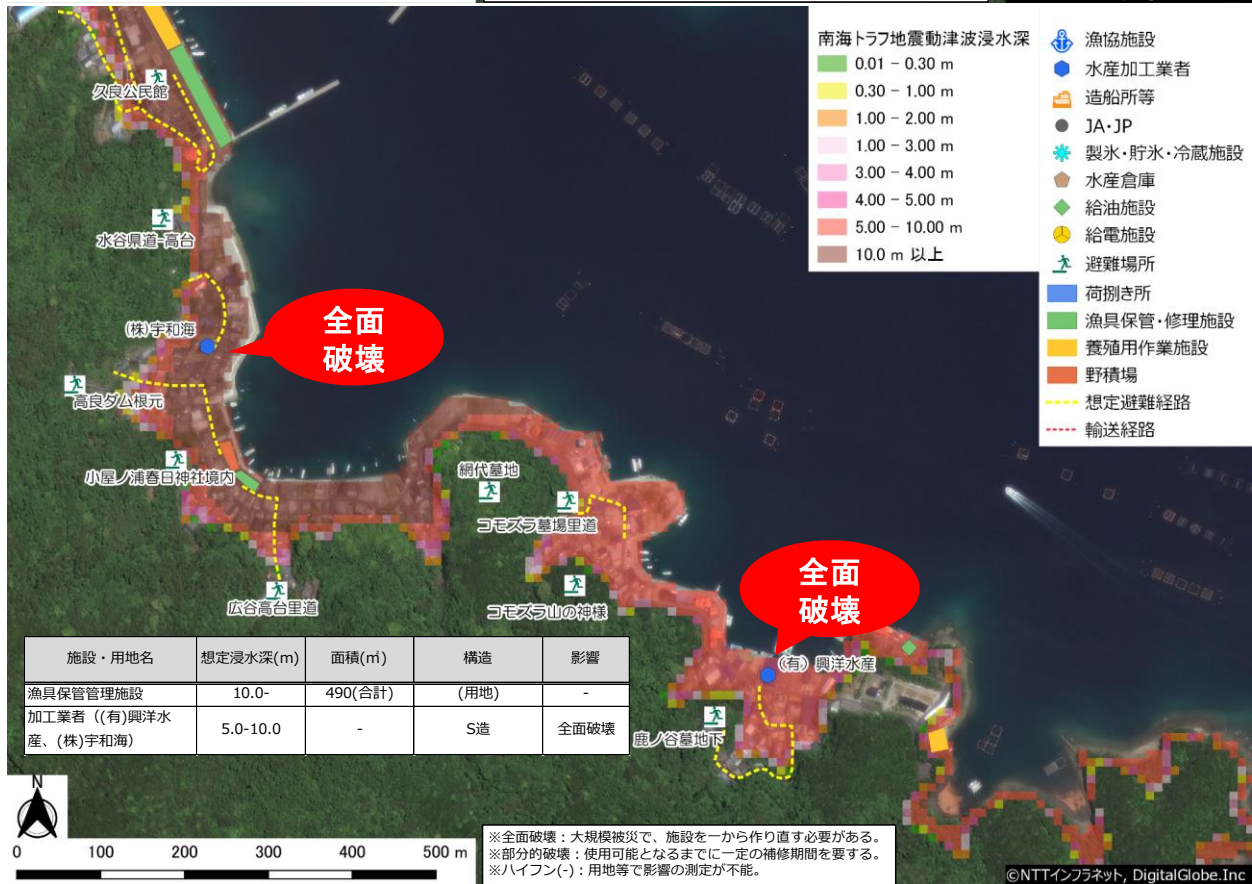 南海トラフ地震動津波浸水深
0.01 - 0.30 m
0.30 - 1.00 m
1.00 - 2.00 m
1.00 - 3.00 m
3.00 - 4.00 m
4.00 - 5.00 m
5.00 - 10.00 m
10.0 m 以上
漁協施設
水産加工業者
造船所等
JA・JP
製氷・貯氷・冷蔵施設
水産倉庫
給油施設
給電施設
避難場所
荷捌き所
漁具保管・修理施設
養殖用作業施設
野積場
想定避難経路
輸送経路
久良公民館
水谷県道-高台
(株)宇和海
全面
破壊
高良ダム根元
小屋ノ浦春日神社境内
網代墓地
コモズラ墓場里道
広谷高台里道
コモズラ山の神様
全面
破壊
(有) 興洋水産
鹿ノ谷墓地下
施設・用地名 想定浸水深(m) 面積(㎡) 構造 影響
漁具保管管理施設 10.0- 490(合計) (用地) -
加工業者（(有)興洋水
産、(株)宇和海） 5.0-10.0 - S造 全面破壊
N
0 100 200 300 400 500 m
※全面破壊：大規模被災で、施設を一から作り直す必要がある。
※部分的破壊：使用可能となるまでに一定の補修期間を要する。
※ハイフン(-)：用地等で影響の測定が不能。
©NTTインフラネット, DigitalGlobe.Inc